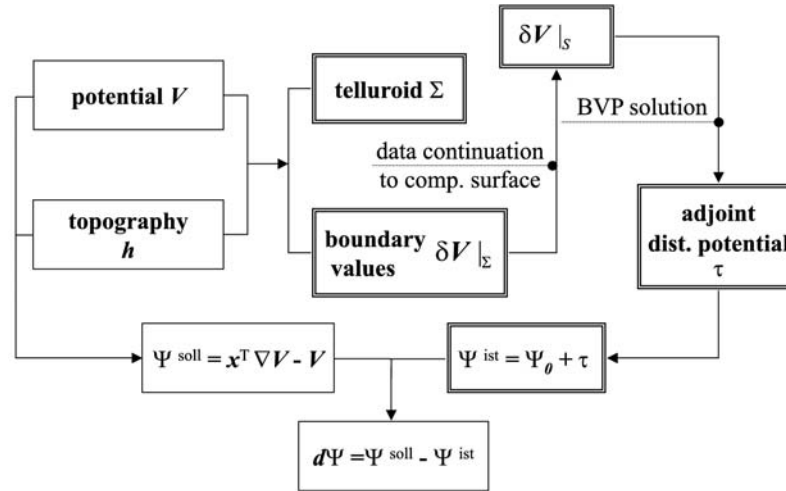 δV |S
potential V
telluroid Σ
BVP solution
data continuation
to comp. surface
topography
h
boundary
values δV |Σ
adjoint
dist. potential
τ
Ψ soll = xT ∇V - V
Ψ ist = Ψ0 + τ
dΨ =Ψ soll - Ψ ist